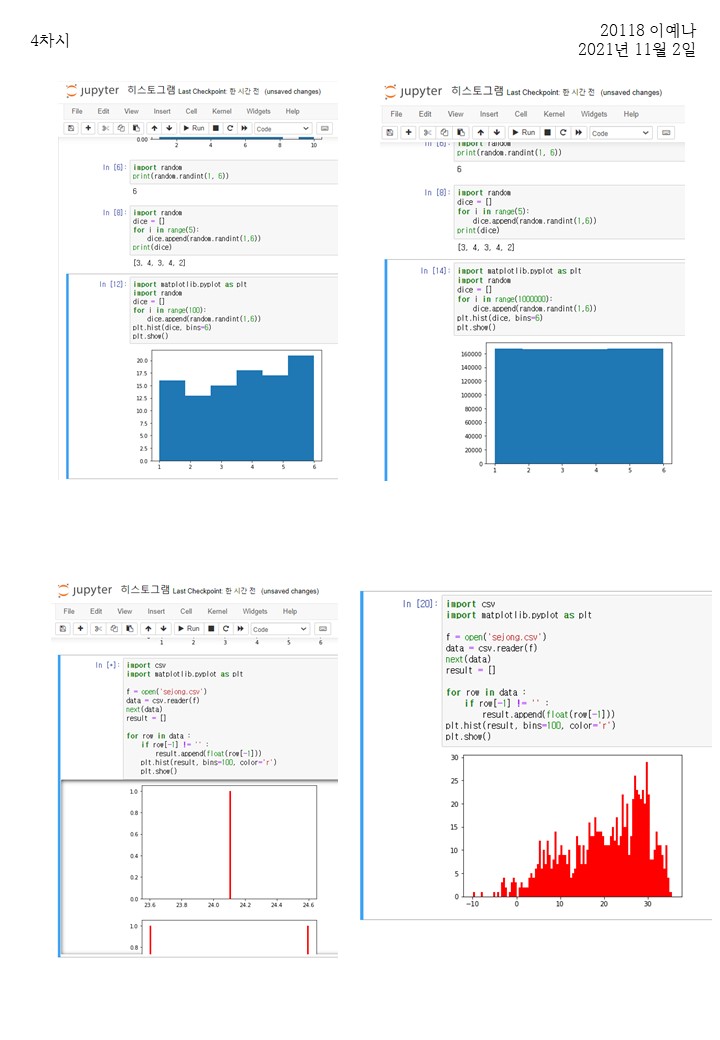 4차시
20118 이예나
2021년 11월 2일
jupyter 히스토그램 Last Checkpoint: 한 시간 전 (unsaved changes)
File Edit View Insert Cell Kernel Widgets Help
Run Code
0.00
2 4 6 8 10
In [6]: import random
print(random.randint(1, 6))
6
In [8]: import random
dice = []
for i in range(5):
dice.append(random.randint(1,6))
print(dice)
[3, 4, 3, 4, 2]
In [12]: import matplotlib.pyplot as plt
import random
dice = []
for i in range(100):
dice.append(random.randint(1,6))
plt.hist(dice, bins=6)
plt.show()
20.0
17.5
15.0
12.5
10.0
7.5
5.0
2.5
0.0
1 2 3 4 5 6
jupyter 히스토그램 Last Checkpoint: 한 시간 전 (unsaved changes)
File Edit View Insert Cell Kernel Widgets Help
Run Code
In [6]: import random
print(random.randint(1, 6))
6
In [8]: import random
dice = []
for i in range(5):
dice.append(random.randint(1,6))
print(dice)
[3, 4, 3, 4, 2]
In [14]: import matplotlib.pyplot as plt
import random
dice = []
for i in range(1000000):
dice.append(random.randint(1,6))
plt.hist(dice, bins=6)
plt.show()
160000
140000
120000
100000
80000
60000
40000
20000
0
1 2 3 4 5 6
jupyter 히스토그램 Last Checkpoint: 한 시간 전 (unsaved changes)
File Edit View Insert Cell Kernel Widgets Help
Run Code
1 2 3 4 5 6
In [*]: import csv
import matplotlib.pyplot as plt
f = open('sejong.csv')
data = csv.reader(f)
next(data)
result = []
for row in data :
if row[-1] != '' :
result.append(float(row[-1]))
plt.hist(result, bins=100, color='r')
plt.show()
1.0
0.8
0.6
0.4
0.2
0.0
23.6 23.8 24.0 24.2 24.4 24.6
1.0
0.8
In [20]: import csv
import matplotlib.pyplot as plt
f = open('sejong.csv')
data = csv.reader(f)
next(data)
result = []
for row in data :
if row[-1] != '' :
result.append(float(row[-1]))
plt.hist(result, bins=100, color='r')
plt.show()
30
25
20
15
10
5
0
−10 0 10 20 30